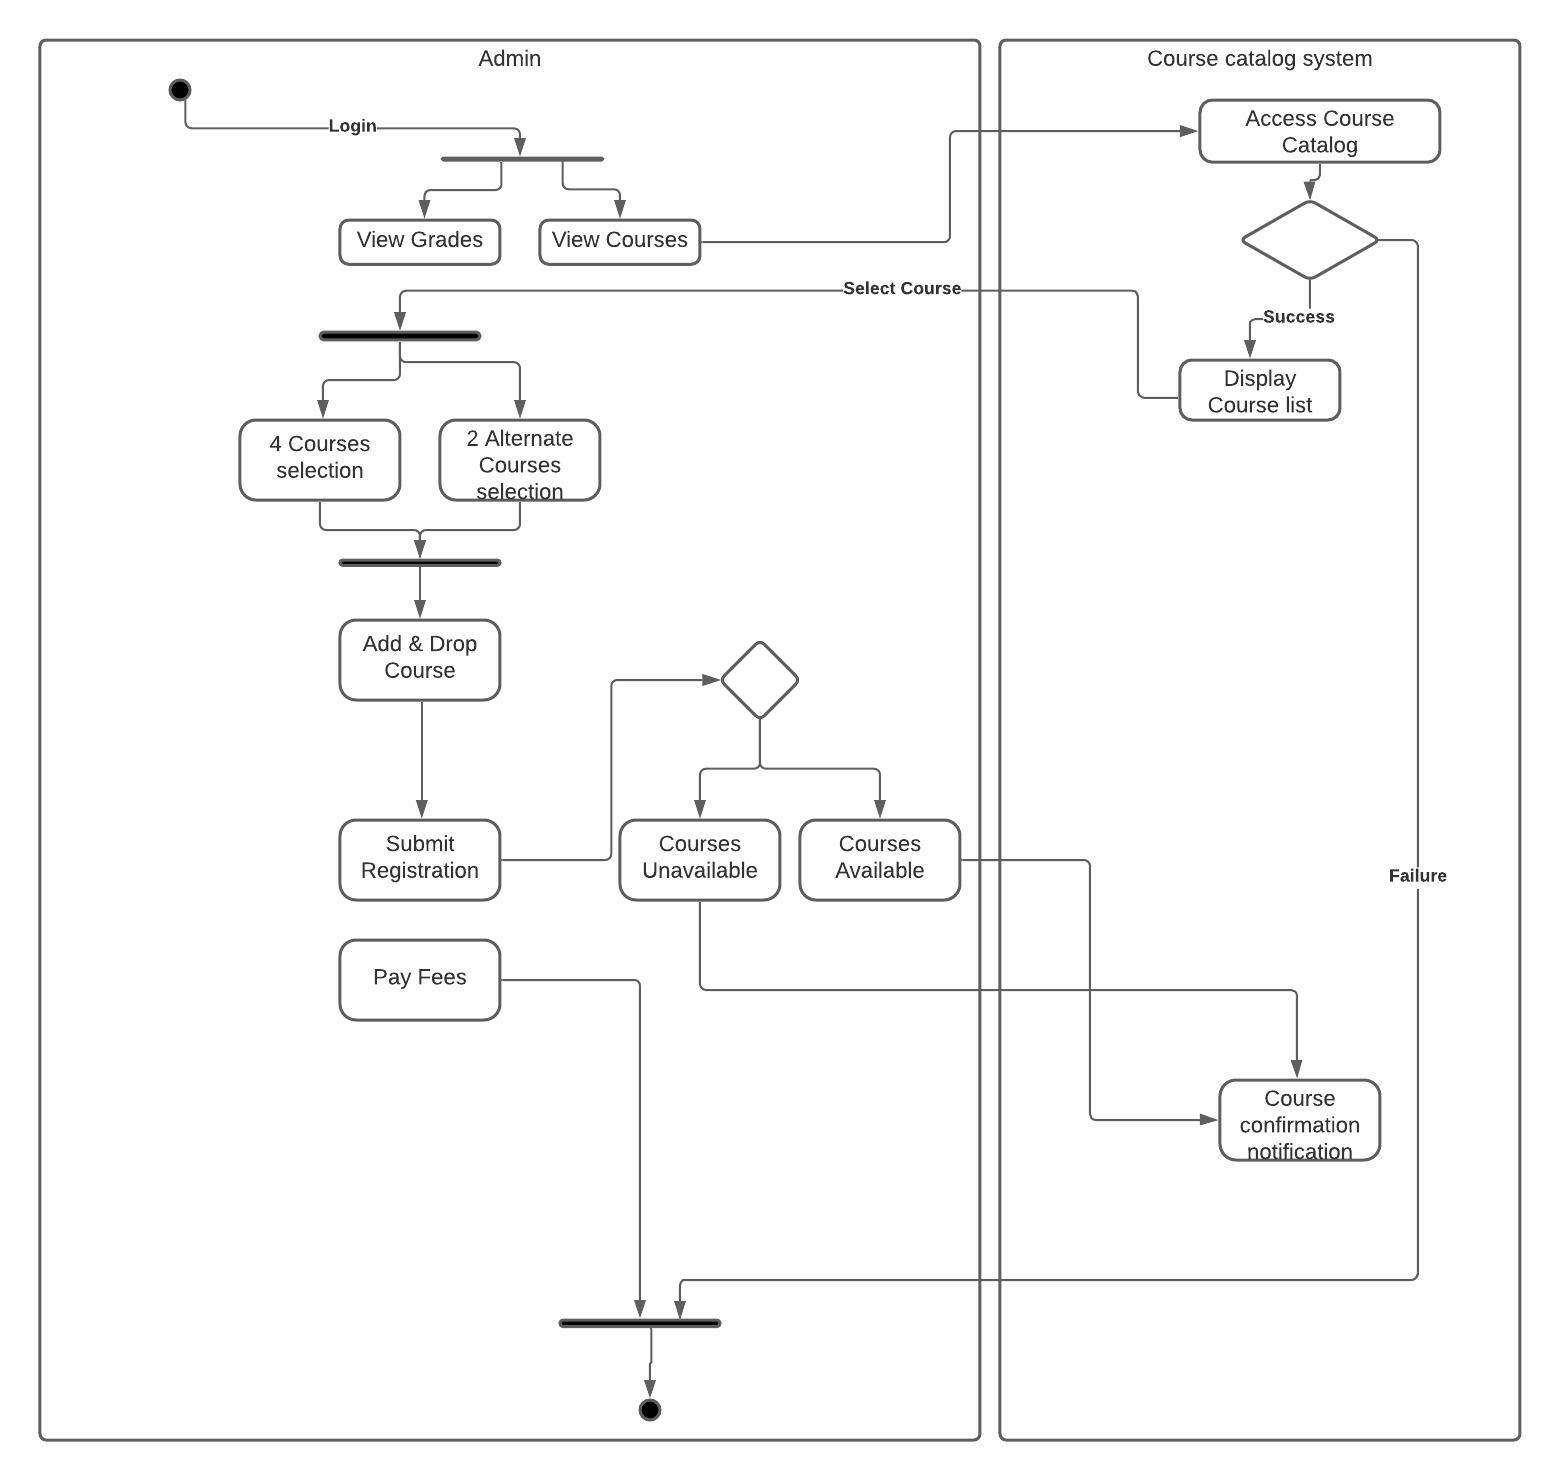 Admin
Course catalog system
Login
Access Course
Catalog
View Grades
View Courses
Select Course
Success
Display
Course list
4 Courses
selection
2 Alternate
Courses
selection
Add & Drop
Course
Submit
Registration
Courses
Unavailable
Courses
Available
Failure
Pay Fees
Course
confirmation
notification